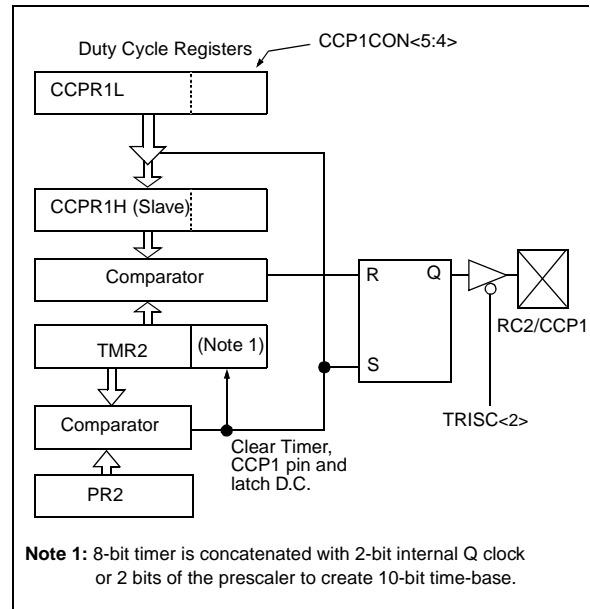 Duty Cycle Registers
CCP1CON<5:4>
CCPR1L
CCPR1H (Slave)
Comparator
R
Q
RC2/CCP1
TMR2
(Note 1)
S
TRISC<2>
Comparator
Clear Timer,
CCP1 pin and
latch D.C.
PR2
Note 1: 8-bit timer is concatenated with 2-bit internal Q clock
or 2 bits of the prescaler to create 10-bit time-base.